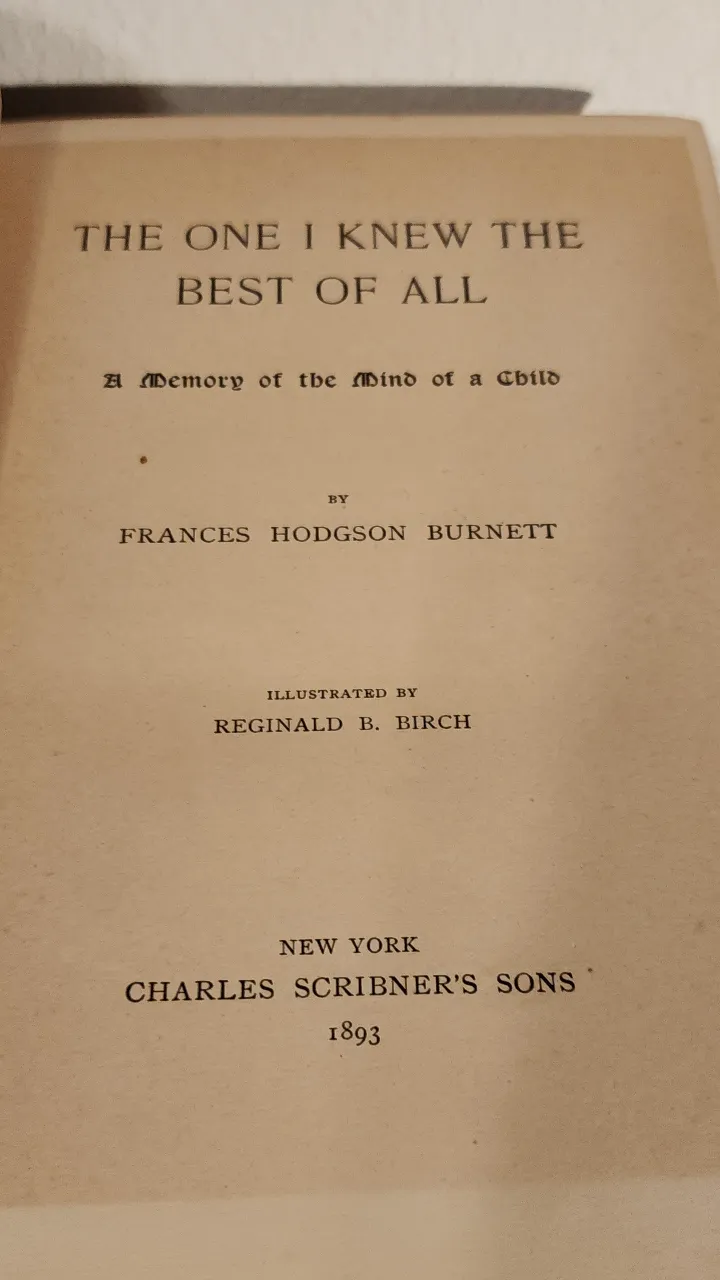 THE ONE I KNEW THE
BEST OF ALL
A Memory of the Mind of a Child
BY
FRANCES HODGSON BURNETT
ILLUSTRATED BY
REGINALD B. BIRCH
NEW YORK
CHARLES SCRIBNER'S SONS
1893